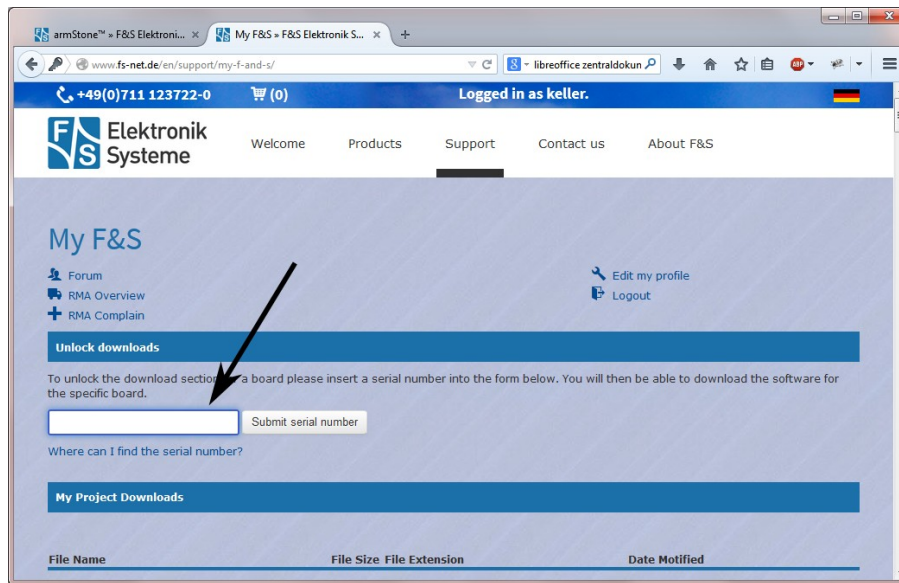 armStone™ » F&S Elektroni... ×
My F&S » F&S Elektronik S... ×
www.fs-net.de/en/support/my-f-and-s/
libreoffice zentraldokun
ABP
+49(0)711 123722-0
(0)
Logged in as keller.
F S Elektronik Systeme
Welcome
Products
Support
Contact us
About F&S
My F&S
Forum
RMA Overview
RMA Complain
Edit my profile
Logout
Unlock downloads
To unlock the download section a board please insert a serial number into the form below. You will then be able to download the software for
the specific board.
Submit serial number
Where can I find the serial number?
My Project Downloads
File Name File Size File Extension Date Motified